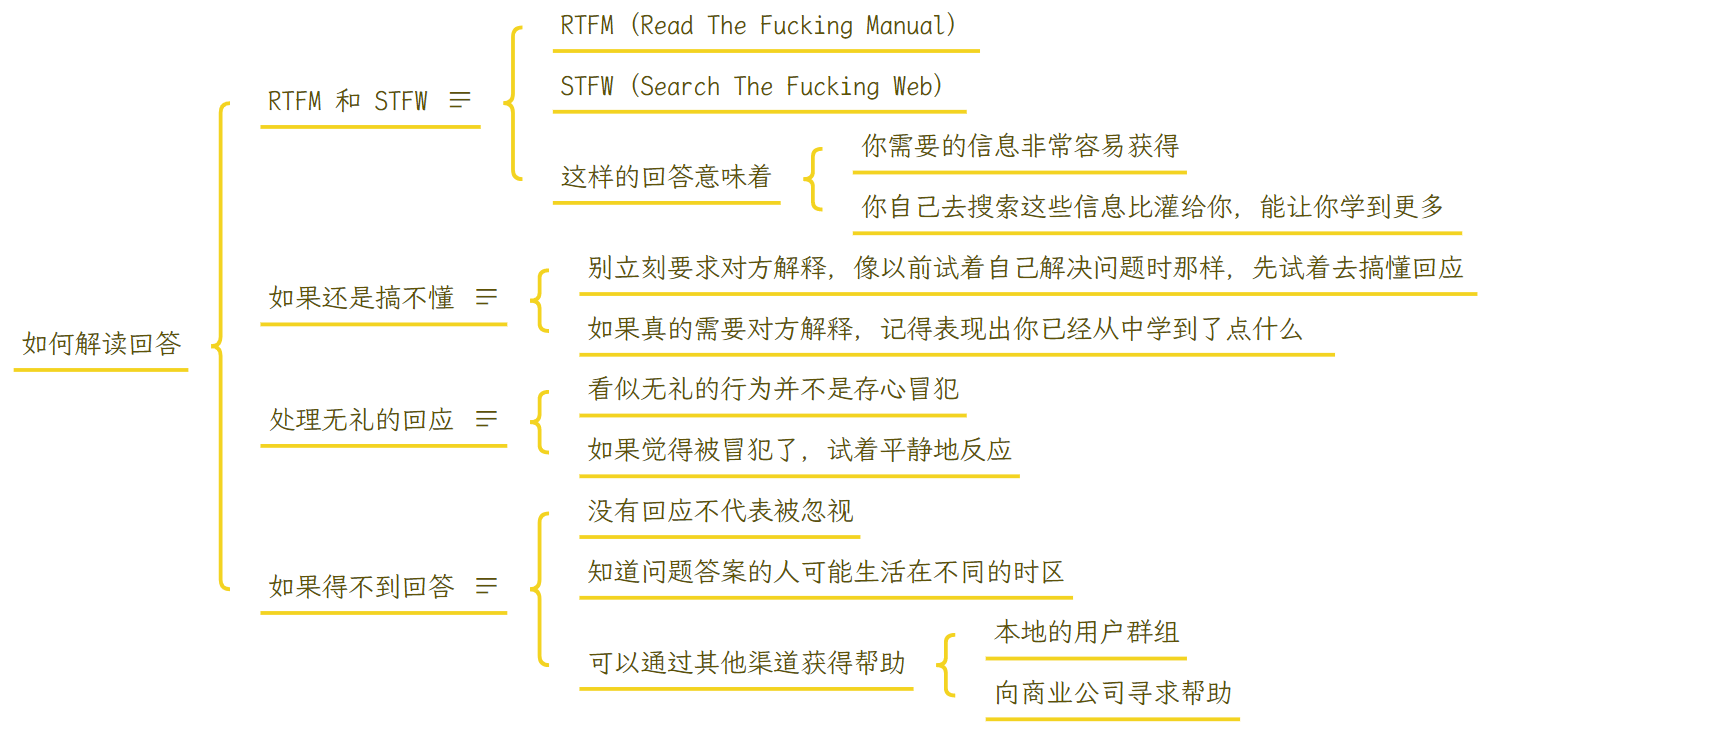 如何解读回答
RTFM 和 STFW
RTFM (Read The Fucking Manual)
STFW (Search The Fucking Web)
这样的回答意味着
你需要的信息非常容易获得
你自己去搜索这些信息比灌给你，能让你学到更多
如果还是搞不懂
别立刻要求对方解释，像以前试着自己解决问题时那样，先试着去搞懂回应
如果真的需要对方解释，记得表现出你已经从中学到了点什么
处理无礼的回应
看似无礼的行为并不是存心冒犯
如果觉得被冒犯了，试着平静地反应
如果得不到回答
没有回应不代表被忽视
知道问题答案的人可能生活在不同的时区
可以通过其他渠道获得帮助
本地的用户群组
向商业公司寻求帮助